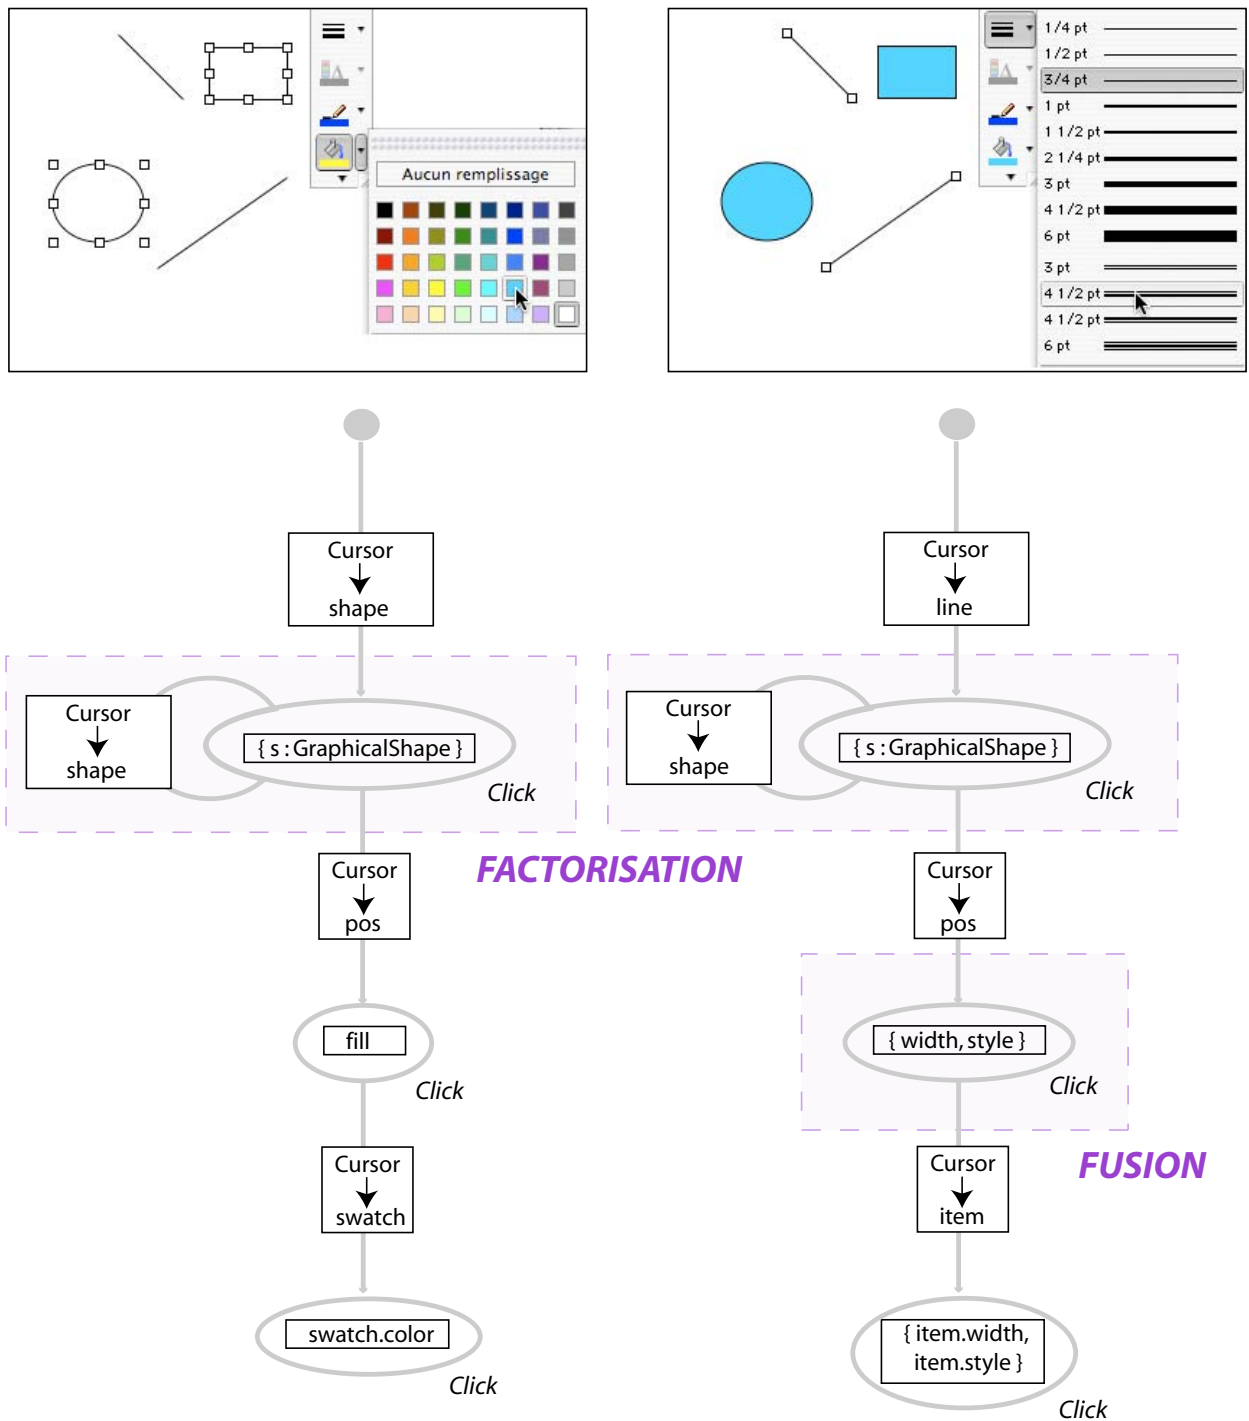 Aucun remplissage
1/4 pt
1/2 pt
3/4 pt
1 pt
1 1/2 pt
2 1/4 pt
3 pt
4 1/2 pt
6 pt
3 pt
4 1/2 pt
4 1/2 pt
6 pt
Cursor
shape
Cursor
shape
{ s : GraphicalShape }
Click
Cursor
pos
fill
Click
Cursor
swatch
swatch.color
Click
FACTORISATION
Cursor
line
Cursor
shape
{ s : GraphicalShape }
Click
Cursor
pos
{ width, style }
Click
FUSION
Cursor
item
{ item.width,
item.style }
Click